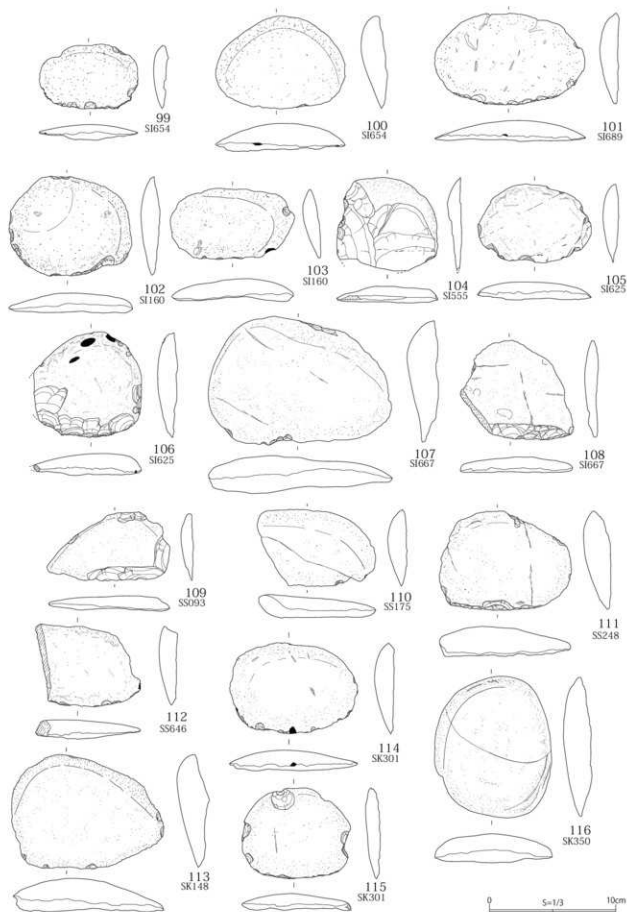 99
SI654
100
SI654
101
SI689
102
SI160
103
SI160
104
SI555
105
SI625
106
SI625
107
SI667
108
SI667
109
SS093
110
SS175
111
SS248
112
SS646
113
SK148
114
SK301
115
SK301
116
SK350
0 S=1/3 10cm